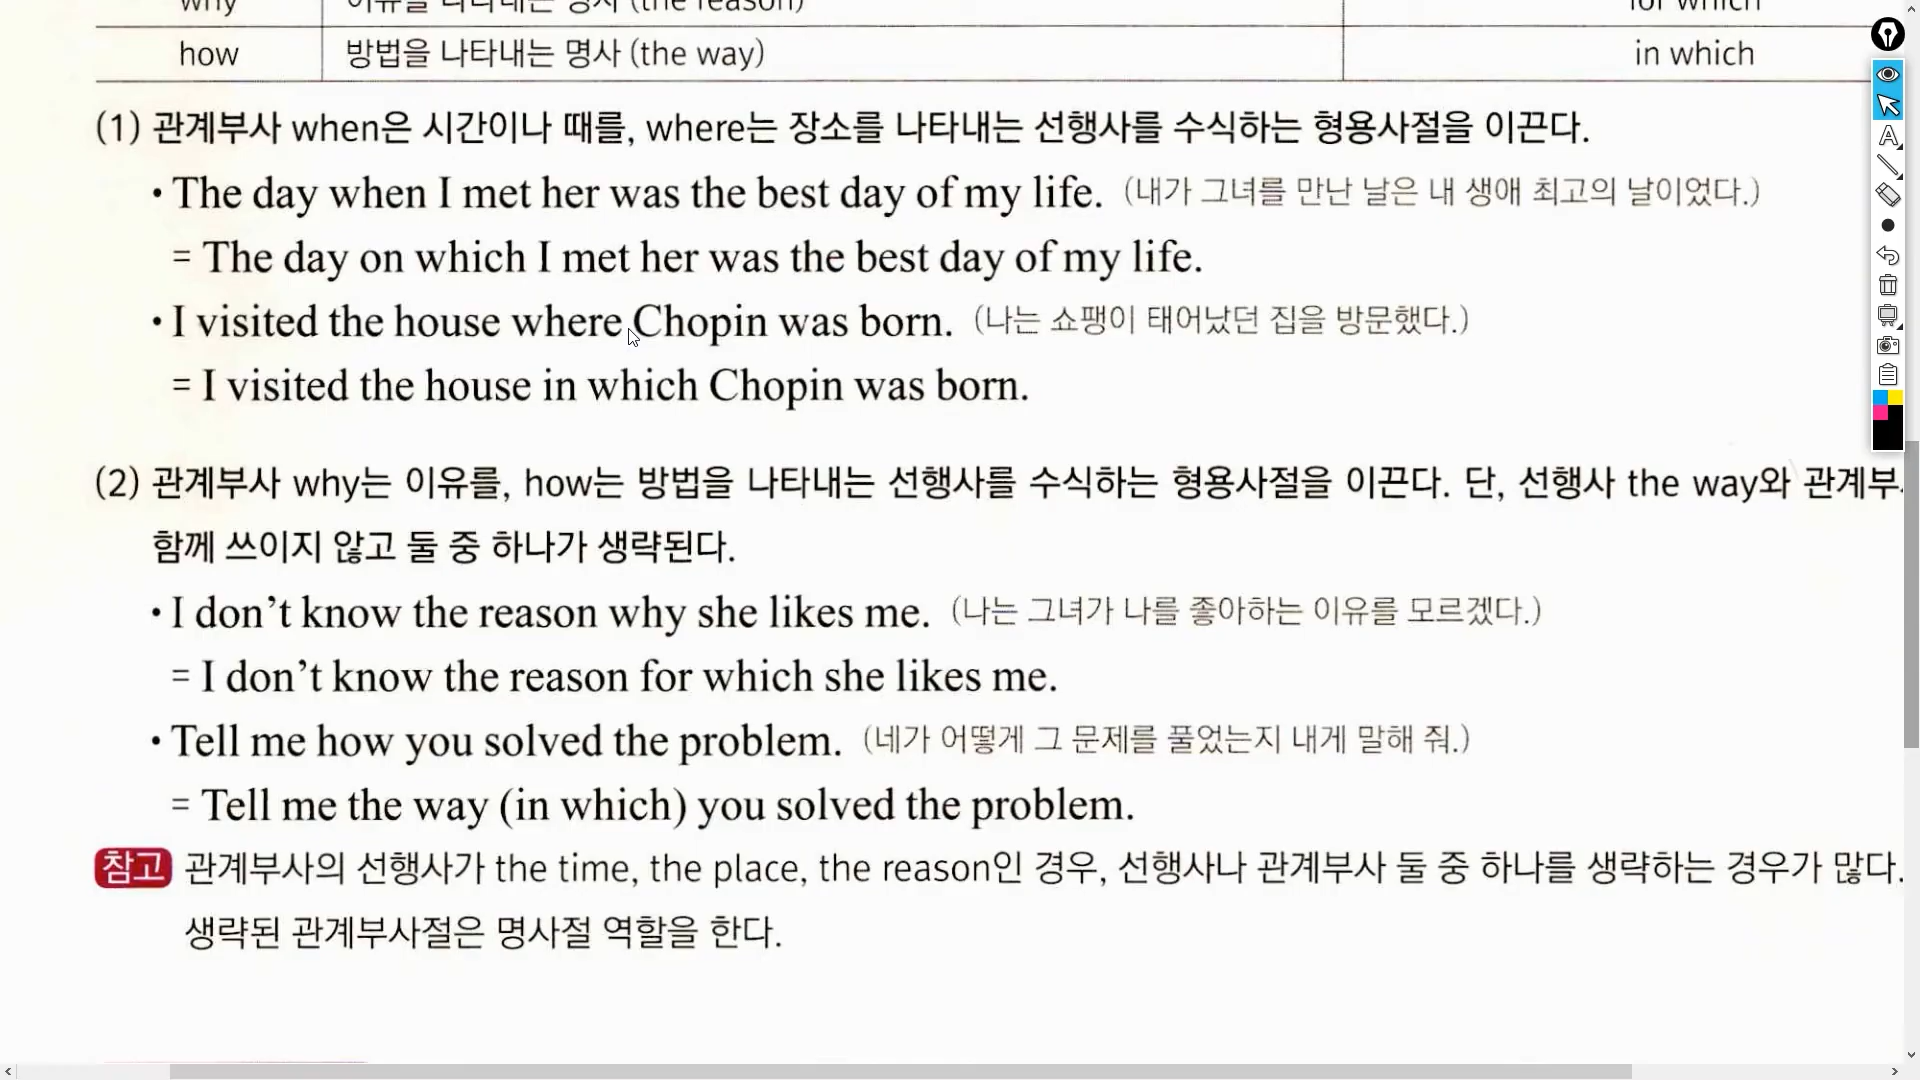 why 이유를 나타내는 명사 (the reason) for which
how 방법을 나타내는 명사 (the way) in which
(1) 관계부사 when은 시간이나 때를, where는 장소를 나타내는 선행사를 수식하는 형용사절을 이끈다.
• The day when I met her was the best day of my life. (내가 그녀를 만난 날은 내 생애 최고의 날이었다.)
= The day on which I met her was the best day of my life.
• I visited the house where Chopin was born. (나는 쇼팽이 태어났던 집을 방문했다.)
= I visited the house in which Chopin was born.
(2) 관계부사 why는 이유를, how는 방법을 나타내는 선행사를 수식하는 형용사절을 이끈다. 단, 선행사 the way와 관계부
함께 쓰이지 않고 둘 중 하나가 생략된다.
• I don't know the reason why she likes me. (나는 그녀가 나를 좋아하는 이유를 모르겠다.)
= I don't know the reason for which she likes me.
• Tell me how you solved the problem. (네가 어떻게 그 문제를 풀었는지 내게 말해 줘.)
= Tell me the way (in which) you solved the problem.
참고 관계부사의 선행사가 the time, the place, the reason인 경우, 선행사나 관계부사 둘 중 하나를 생략하는 경우가 많다.
생략된 관계부사절은 명사절 역할을 한다.